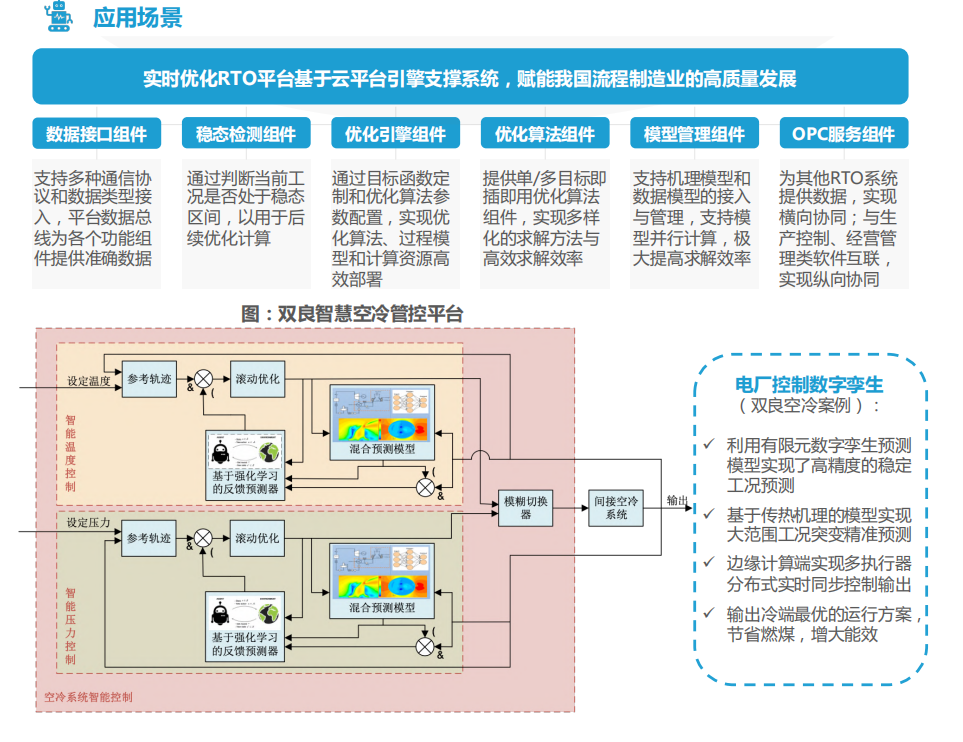 应用场景
实时优化RTO平台基于云平台引擎支撑系统，赋能我国流程制造业的高质量发展
数据接口组件
支持多种通信协
议和数据类型接
入，平台数据总
线为各个功能组
件提供准确数据
稳态检测组件
通过判断当前工
况是否处于稳态
区间，以用于后
续优化计算
优化引擎组件
通过目标函数定
制和优化算法参
数配置，实现优
化算法、过程模
型和计算资源高
效部署
优化算法组件
提供单/多目标即
插即用优化算法
组件，实现多样
化的求解方法与
高效求解效率
模型管理组件
支持机理模型和
数据模型的接入
与管理，支持模
型并行计算，极
大提高求解效率
OPC服务组件
为其他RTO系统
提供数据，实现
横向协同；与生
产控制、经营管
理类软件互联，
实现纵向协同
图：双良智慧空冷管控平台
设定温度
参考轨迹
&
(
滚动优化
混合预测模型
智能温度控制
基于强化学习
的反馈预测器
(
&
设定压力
参考轨迹
&
(
滚动优化
混合预测模型
智能压力控制
基于强化学习
的反馈预测器
(
&
模糊切换
器
间接空冷
系统
输出
空冷系统智能控制
电厂控制数字孪生
（双良空冷案例）：
✓ 利用有限元数字孪生预测
模型实现了高精度的稳定
工况预测
✓ 基于传热机理的模型实现
大范围工况突变精准预测
✓ 边缘计算端实现多执行器
分布式实时同步控制输出
✓ 输出冷端最优的运行方案，
节省燃煤，增大能效